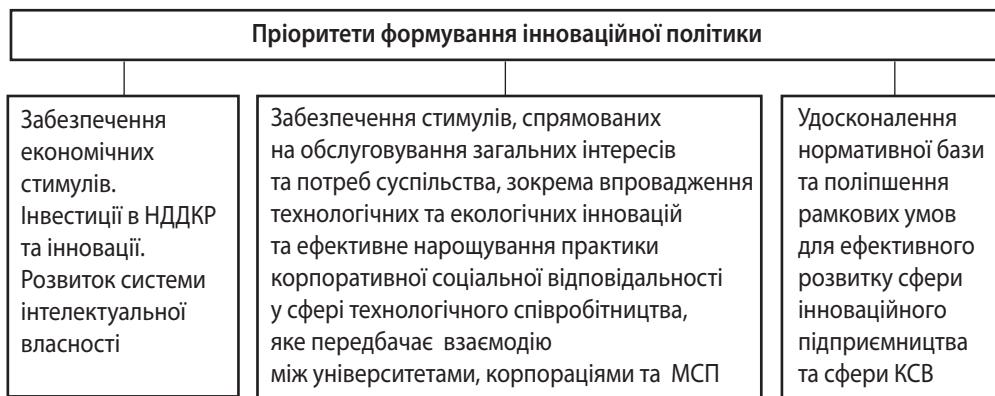 Пріоритети формування інноваційної політики
Забезпечення
економічних
стимулів.
Інвестиції в НДДКР
та інновації.
Розвиток системи
інтелектуальної
власності
Забезпечення стимулів, спрямованих
на обслуговування загальних інтересів
та потреб суспільства, зокрема впровадження
технологічних та екологічних інновацій
та ефективне нарощування практики
корпоративної соціальної відповідальності
у сфері технологічного співробітництва,
яке передбачає взаємодію
між університетами, корпораціями та МСП
Удосконалення
нормативної бази
та поліпшення
рамкових умов
для ефективного
розвитку сфери
інноваційного
підприємництва
та сфери КСВ